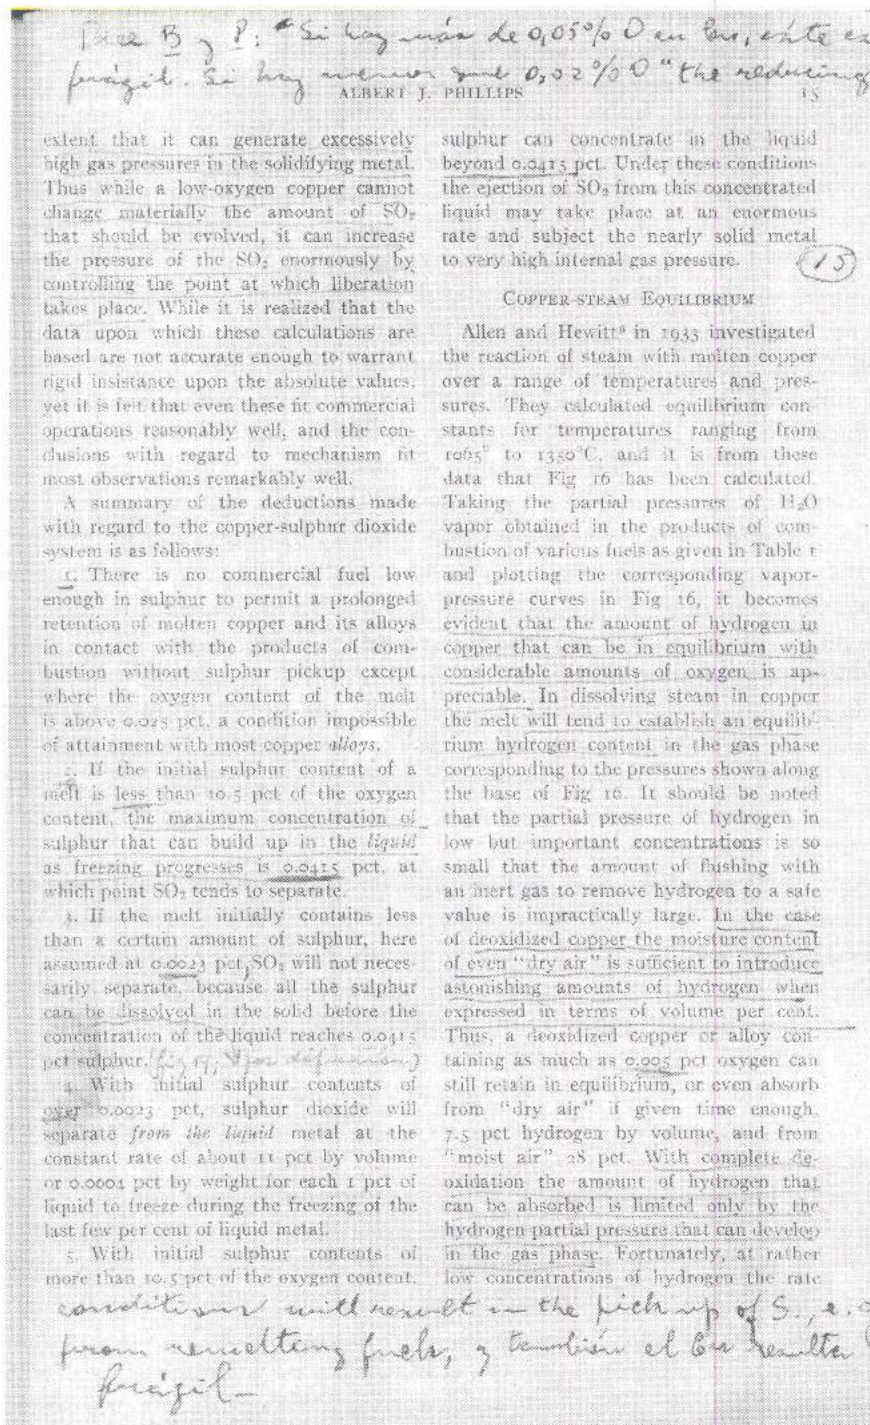 Dice B y P: "Si hay más de 0,05% O en Cu, éste es
frágil. Si hay menos que 0,02% O "the reducing
ALBERT J. PHILLIPS 15
extent that it can generate excessively
high gas pressures in the solidifying metal.
Thus while a low-oxygen copper cannot
change materially the amount of SO₂
that should be evolved, it can increase
the pressure of the SO₂ enormously by
controlling the point at which liberation
takes place. While it is realized that the
data upon which these calculations are
based are not accurate enough to warrant
rigid insistance upon the absolute values,
yet it is felt that even these fit commercial
operations reasonably well, and the con-
clusions with regard to mechanism fit
most observations remarkably well.
A summary of the deductions made
with regard to the copper-sulphur dioxide
system is as follows:
1. There is no commercial fuel low
enough in sulphur to permit a prolonged
retention of molten copper and its alloys
in contact with the products of com-
bustion without sulphur pickup except
where the oxygen content of the melt
is above 0.025 pct, a condition impossible
of attainment with most copper alloys.
2. If the initial sulphur content of a
melt is less than 10.5 pct of the oxygen
content, the maximum concentration of
sulphur that can build up in the liquid
as freezing progresses is 0.0415 pct, at
which point SO₂ tends to separate.
3. If the melt initially contains less
than a certain amount of sulphur, here
assumed at 0.0023 pct, SO₂ will not neces-
sarily separate, because all the sulphur
can be dissolved in the solid before the
concentration of the liquid reaches 0.0415
pct sulphur. (fig 17, por difusion)
4. With initial sulphur contents of
over 0.0023 pct, sulphur dioxide will
separate from the liquid metal at the
constant rate of about 11 pct by volume
or 0.0004 pct by weight for each 1 pct of
liquid to freeze during the freezing of the
last few per cent of liquid metal.
5. With initial sulphur contents of
more than 10.5 pct of the oxygen content,
sulphur can concentrate in the liquid
beyond 0.0415 pct. Under these conditions
the ejection of SO₂ from this concentrated
liquid may take place at an enormous
rate and subject the nearly solid metal
to very high internal gas pressure.
15
COPPER-STEAM EQUILIBRIUM
Allen and Hewitt⁸ in 1933 investigated
the reaction of steam with molten copper
over a range of temperatures and pres-
sures. They calculated equilibrium con-
stants for temperatures ranging from
1065° to 1350°C, and it is from these
data that Fig 16 has been calculated.
Taking the partial pressures of H₂O
vapor obtained in the products of com-
bustion of various fuels as given in Table 1
and plotting the corresponding vapor-
pressure curves in Fig 16, it becomes
evident that the amount of hydrogen in
copper that can be in equilibrium with
considerable amounts of oxygen is ap-
preciable. In dissolving steam in copper
the melt will tend to establish an equilib-
rium hydrogen content in the gas phase
corresponding to the pressures shown along
the base of Fig 16. It should be noted
that the partial pressure of hydrogen in
low but important concentrations is so
small that the amount of flushing with
an inert gas to remove hydrogen to a safe
value is impractically large. In the case
of deoxidized copper the moisture content
of even "dry air" is sufficient to introduce
astonishing amounts of hydrogen when
expressed in terms of volume per cent.
Thus, a deoxidized copper or alloy con-
taining as much as 0.005 pct oxygen can
still retain in equilibrium, or even absorb
from "dry air" if given time enough,
7.5 pct hydrogen by volume, and from
"moist air" 28 pct. With complete de-
oxidation the amount of hydrogen that
can be absorbed is limited only by the
hydrogen partial pressure that can develop
in the gas phase. Fortunately, at rather
low concentrations of hydrogen the rate
conditions will result in the pick up of S.,
from remelting fuels, y también el Cu resulta
frágil.—